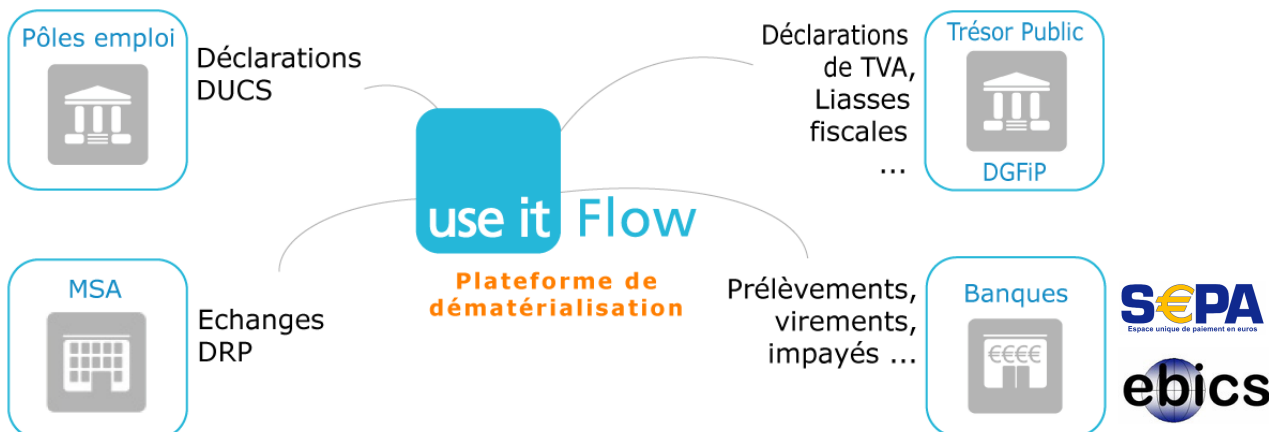 Pôles emploi
Déclarations
DUCS
Déclarations
de TVA,
Liasses
fiscales
...
Trésor Public
DGFiP
use it Flow
Plateforme de
dématérialisation
MSA
Echanges
DRP
Prélèvements,
virements,
impayés ...
Banques
€€€€
S€PA
Espace unique de paiement en euros
ebics